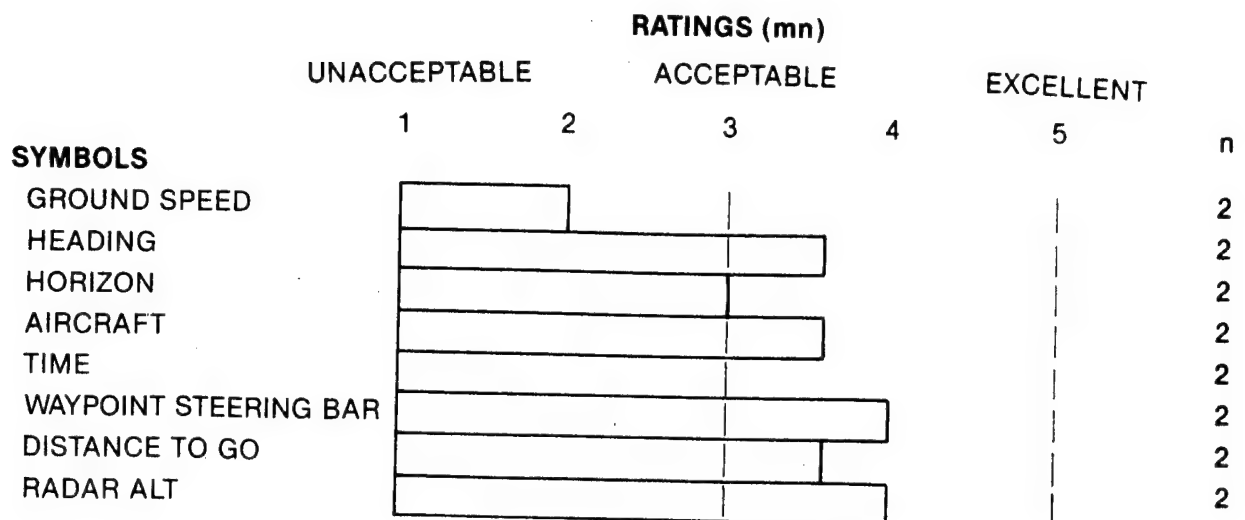 RATINGS (mn)
UNACCEPTABLE ACCEPTABLE EXCELLENT
1 2 3 4 5 n
SYMBOLS
GROUND SPEED 2
HEADING 2
HORIZON 2
AIRCRAFT 2
TIME 2
WAYPOINT STEERING BAR 2
DISTANCE TO GO 2
RADAR ALT 2